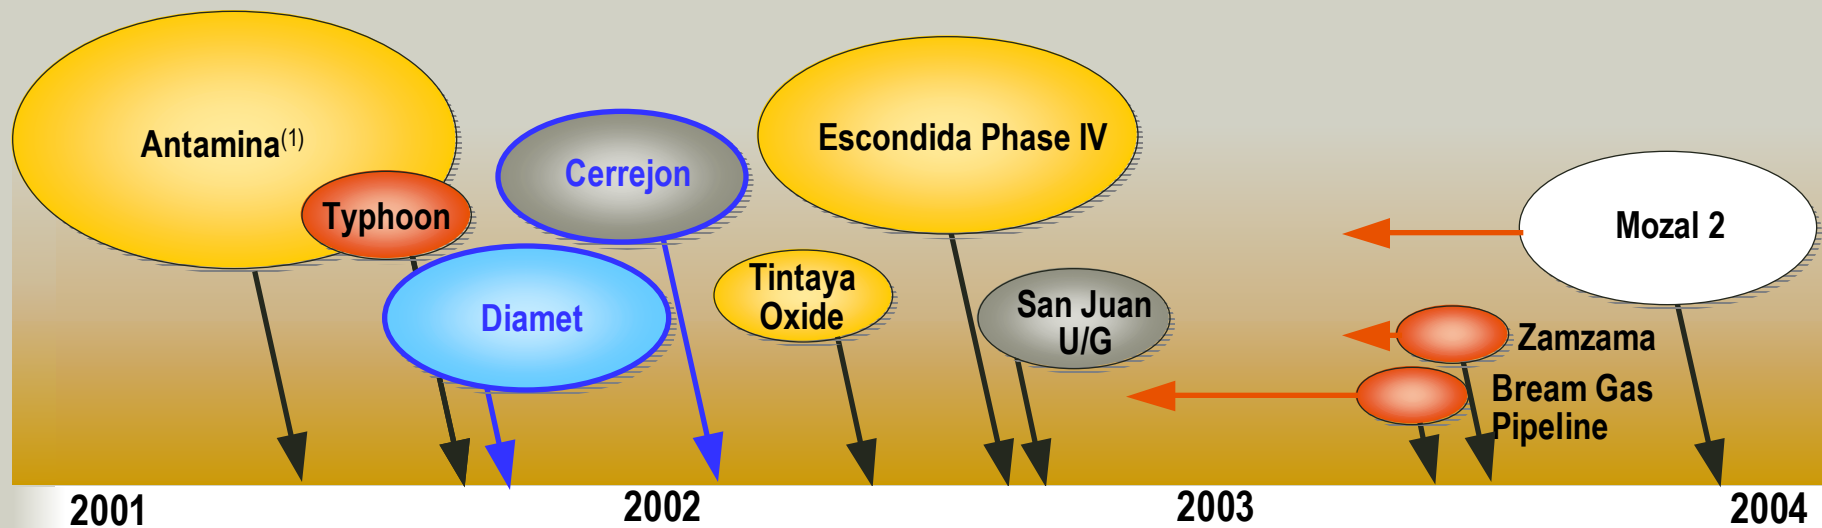 Antamina(1)
Typhoon
Cerrejon
Diamet
Escondida Phase IV
Tintaya
Oxide
San Juan
U/G
Mozal 2
Zamzama
Bream Gas
Pipeline
2001
2002
2003
2004